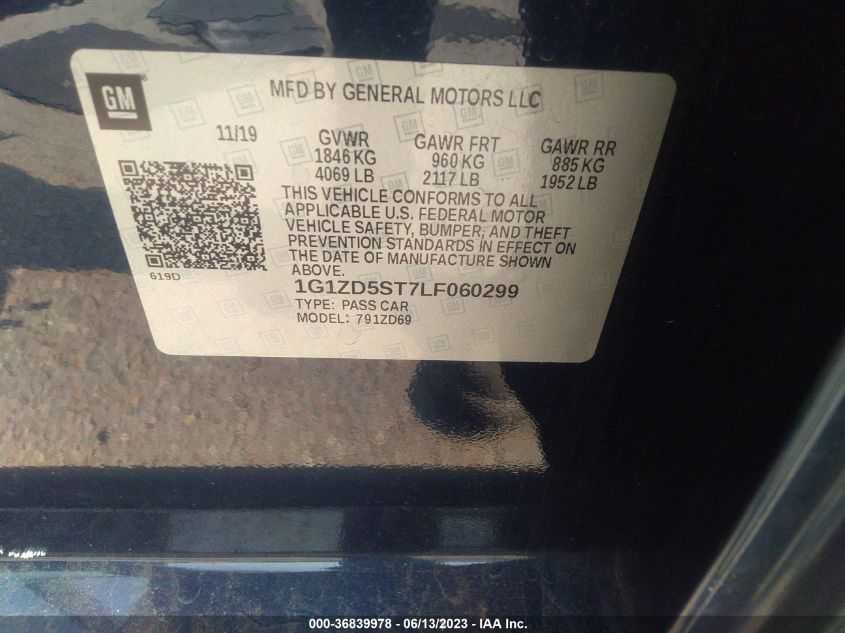 GM
MFD BY GENERAL MOTORS LLC
11/19
GVWR
1846 KG
4069 LB
GAWR FRT
960 KG
2117 LB
GAWR RR
885 KG
1952 LB
THIS VEHICLE CONFORMS TO ALL
APPLICABLE U.S. FEDERAL MOTOR
VEHICLE SAFETY, BUMPER, AND THEFT
PREVENTION STANDARDS IN EFFECT ON
THE DATE OF MANUFACTURE SHOWN
ABOVE.
619D
1G1ZD5ST7LF060299
TYPE: PASS CAR
MODEL: 791ZD69
000-36839978 - 06/13/2023 - IAA Inc.